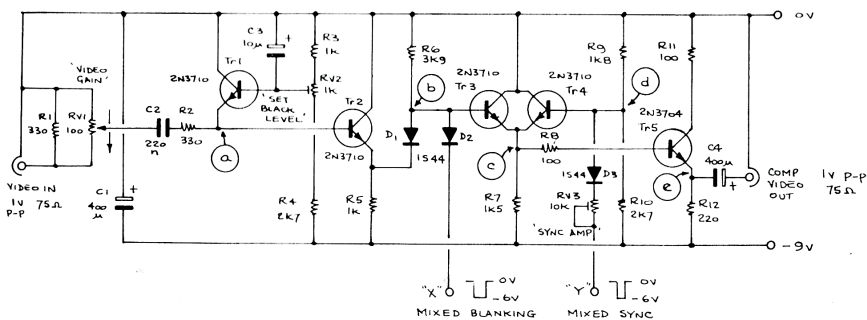 0V
C3
10μ
+
R3
1K
R6
3K9
R9
1K8
R11
100
'VIDEO
GAIN'
Tr1
2N3710
RV2
1K
'SET
BLACK
LEVEL'
b
2N3710
Tr3
2N3710
Tr4
d
R1
330
RV1
100
C2
220
n
R2
330
a
Tr2
2N3710
D1
1S44
D2
c
R8
100
2N3704
Tr5
C4
400μ
+
VIDEO IN
1V 75Ω
P-P
C1
400
μ
+
R4
2K7
R5
1K
R7
1K5
1S44
D3
RV3
10K
'SYNC AMP'
R10
2K7
e
R12
220
COMP
VIDEO
OUT
1V P-P
75Ω
-9V
"X"
0V
-6V
MIXED BLANKING
"Y"
0V
-6V
MIXED SYNC